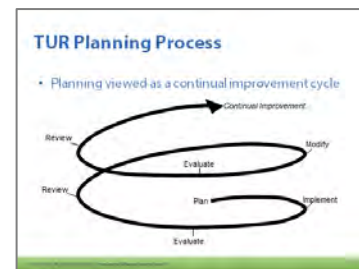 TUR Planning Process
• Planning viewed as a continual improvement cycle
Continual Improvement
Review
Modify
Evaluate
Review
Plan
Implement
Evaluate